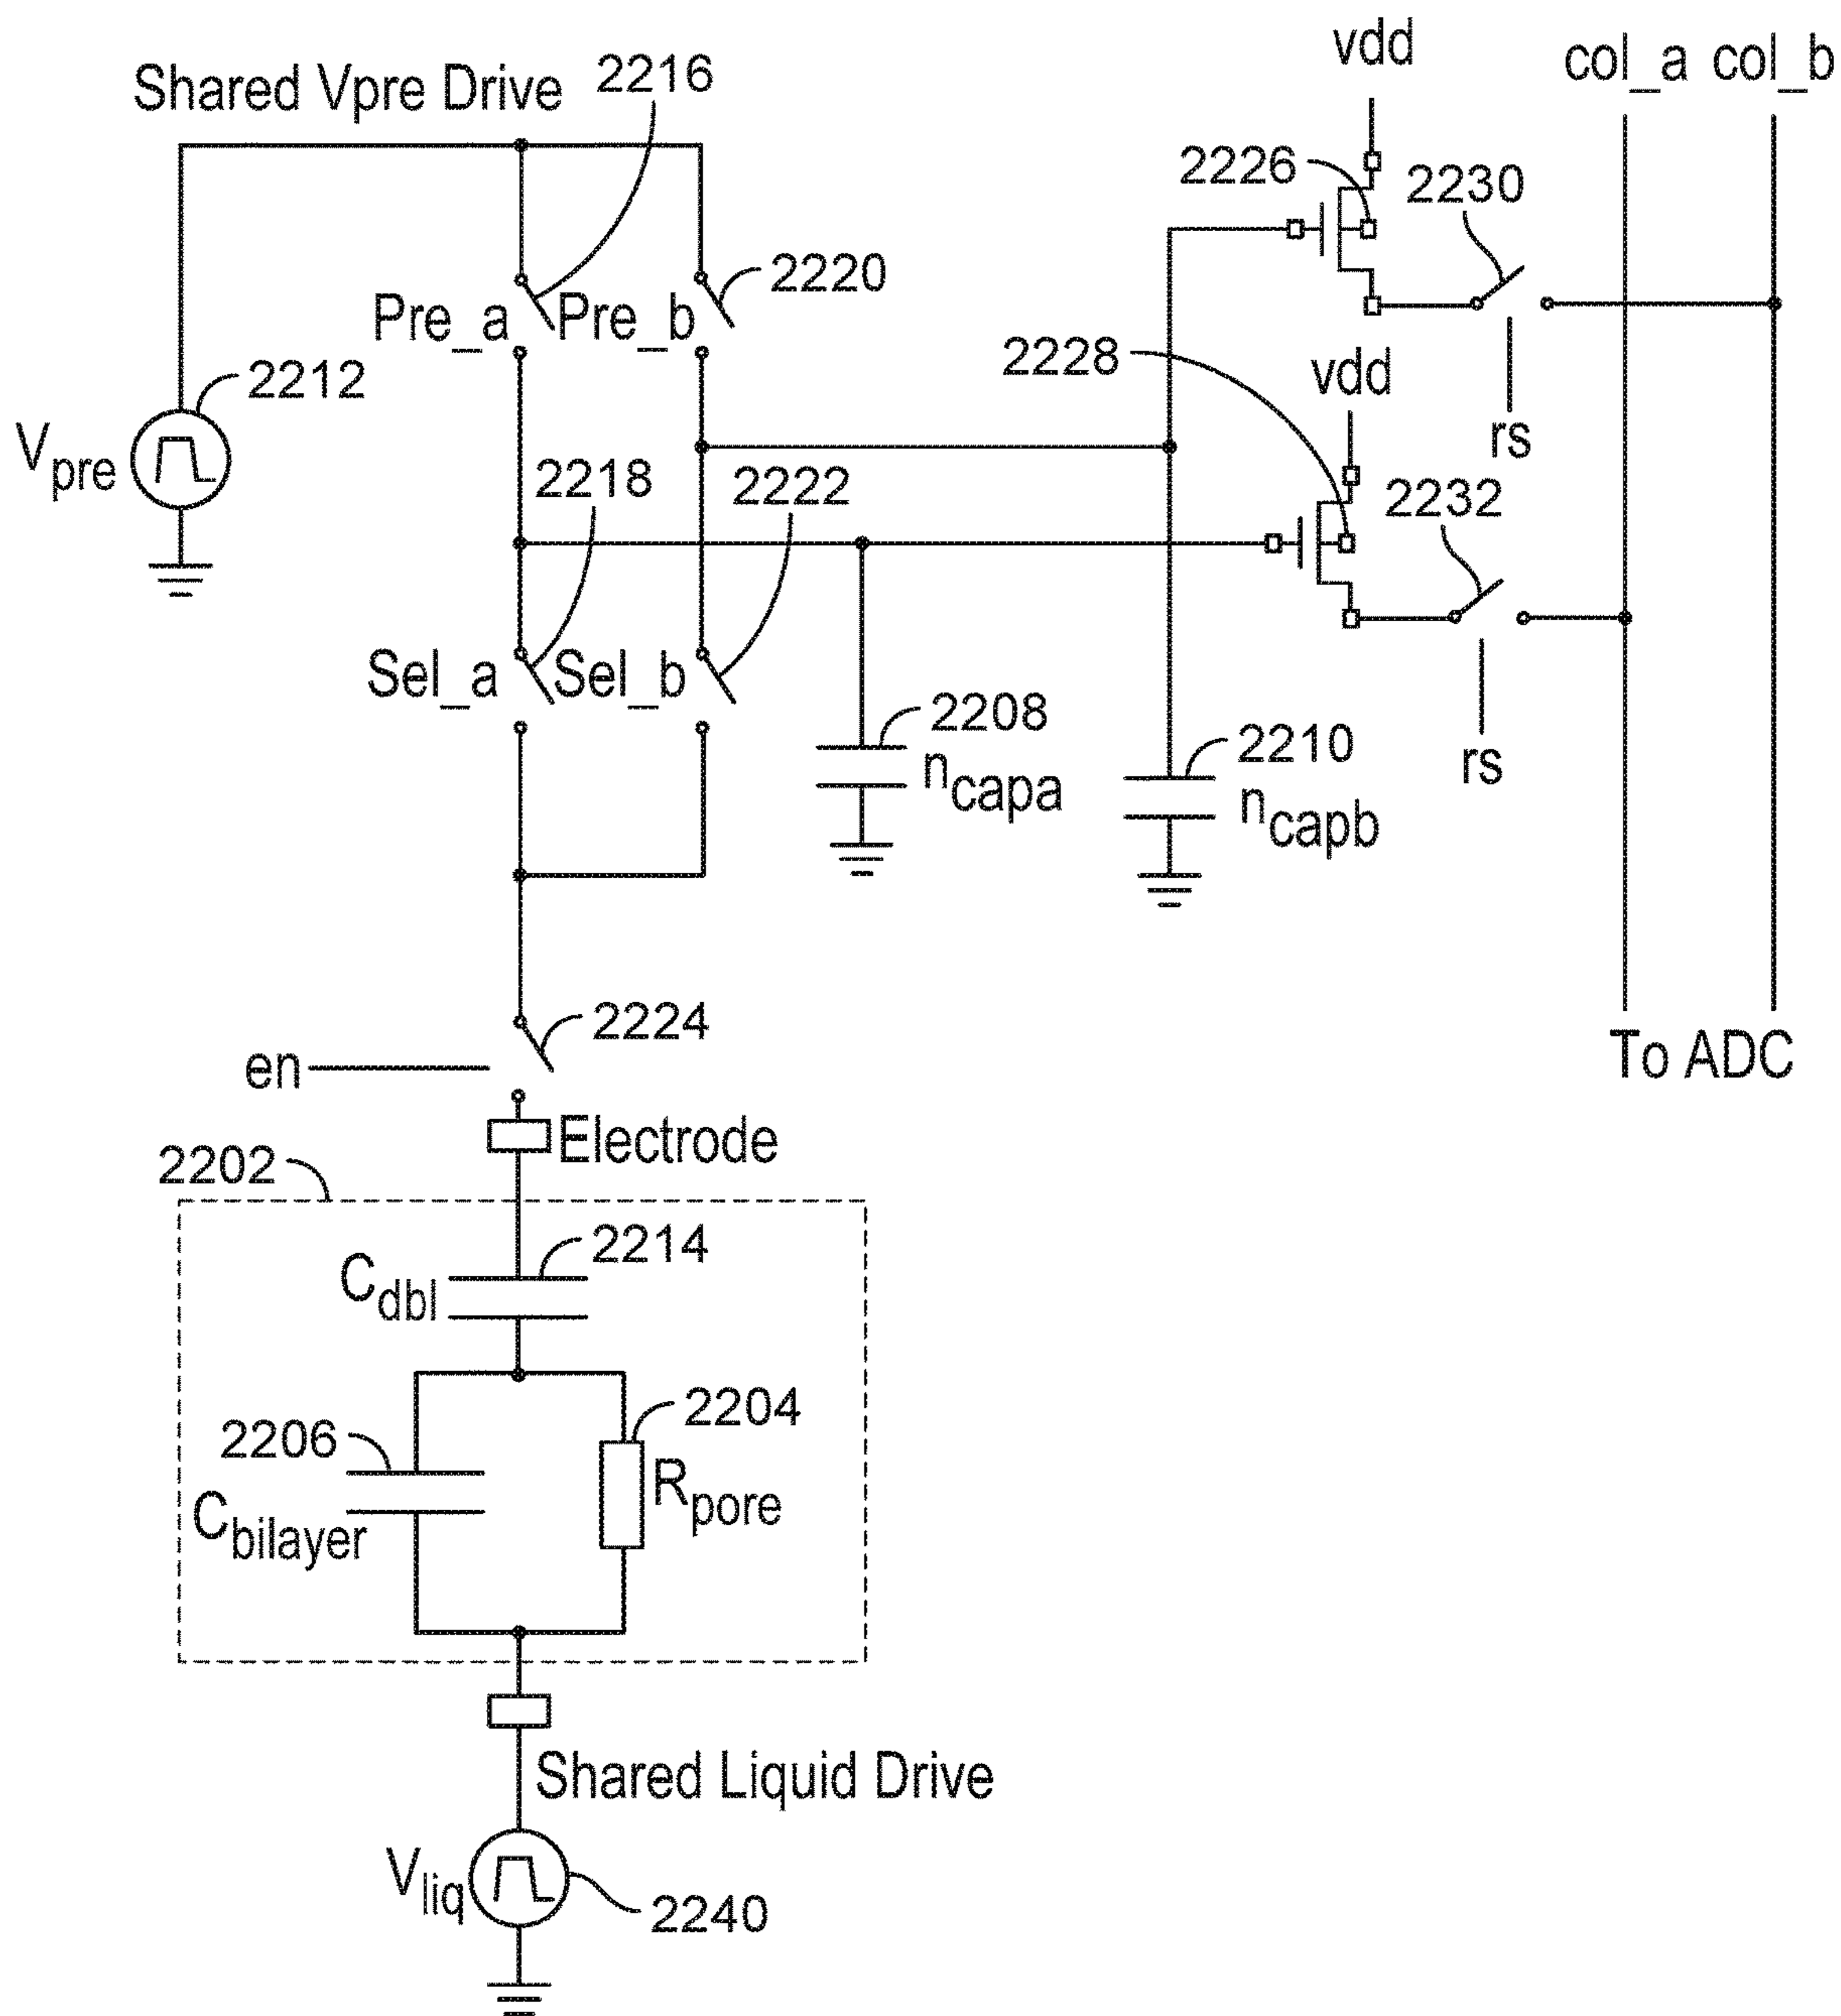 vdd
col_a col_b
Shared Vpre Drive
2216
2226
2230
2220
Pre_a
Pre_b
2228
vdd
2212
Vpre
rs
2218
2222
2232
Sel_a
Sel_b
2208
ncapa
2210
ncapb
rs
2224
en
To ADC
Electrode
2202
2214
Cdbl
2204
2206
Rpore
Cbilayer
Shared Liquid Drive
Vliq
2240